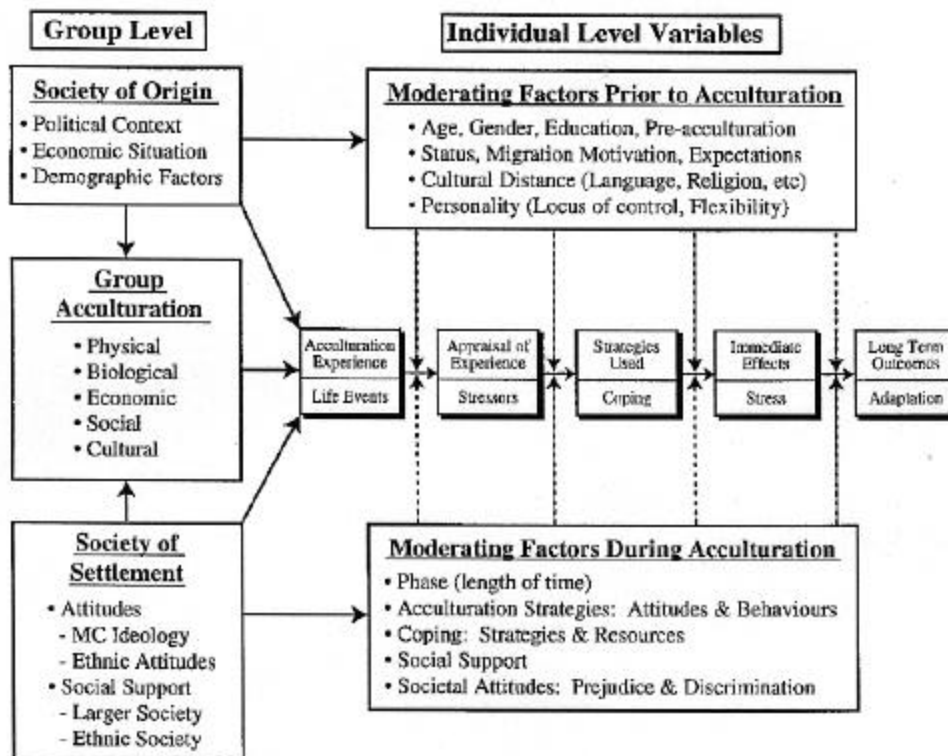 Group Level
Individual Level Variables
Society of Origin
• Political Context
• Economic Situation
• Demographic Factors
Moderating Factors Prior to Acculturation
• Age, Gender, Education, Pre-acculturation
• Status, Migration Motivation, Expectations
• Cultural Distance (Language, Religion, etc)
• Personality (Locus of control, Flexibility)
Group
Acculturation
• Physical
• Biological
• Economic
• Social
• Cultural
Acculturation
Experience
Life Events
Appraisal of
Experience
Stressors
Strategies
Used
Coping
Immediate
Effects
Stress
Long Term
Outcomes
Adaptation
Society of
Settlement
• Attitudes
- MC Ideology
- Ethnic Attitudes
• Social Support
- Larger Society
- Ethnic Society
Moderating Factors During Acculturation
• Phase (length of time)
• Acculturation Strategies: Attitudes & Behaviours
• Coping: Strategies & Resources
• Social Support
• Societal Attitudes: Prejudice & Discrimination